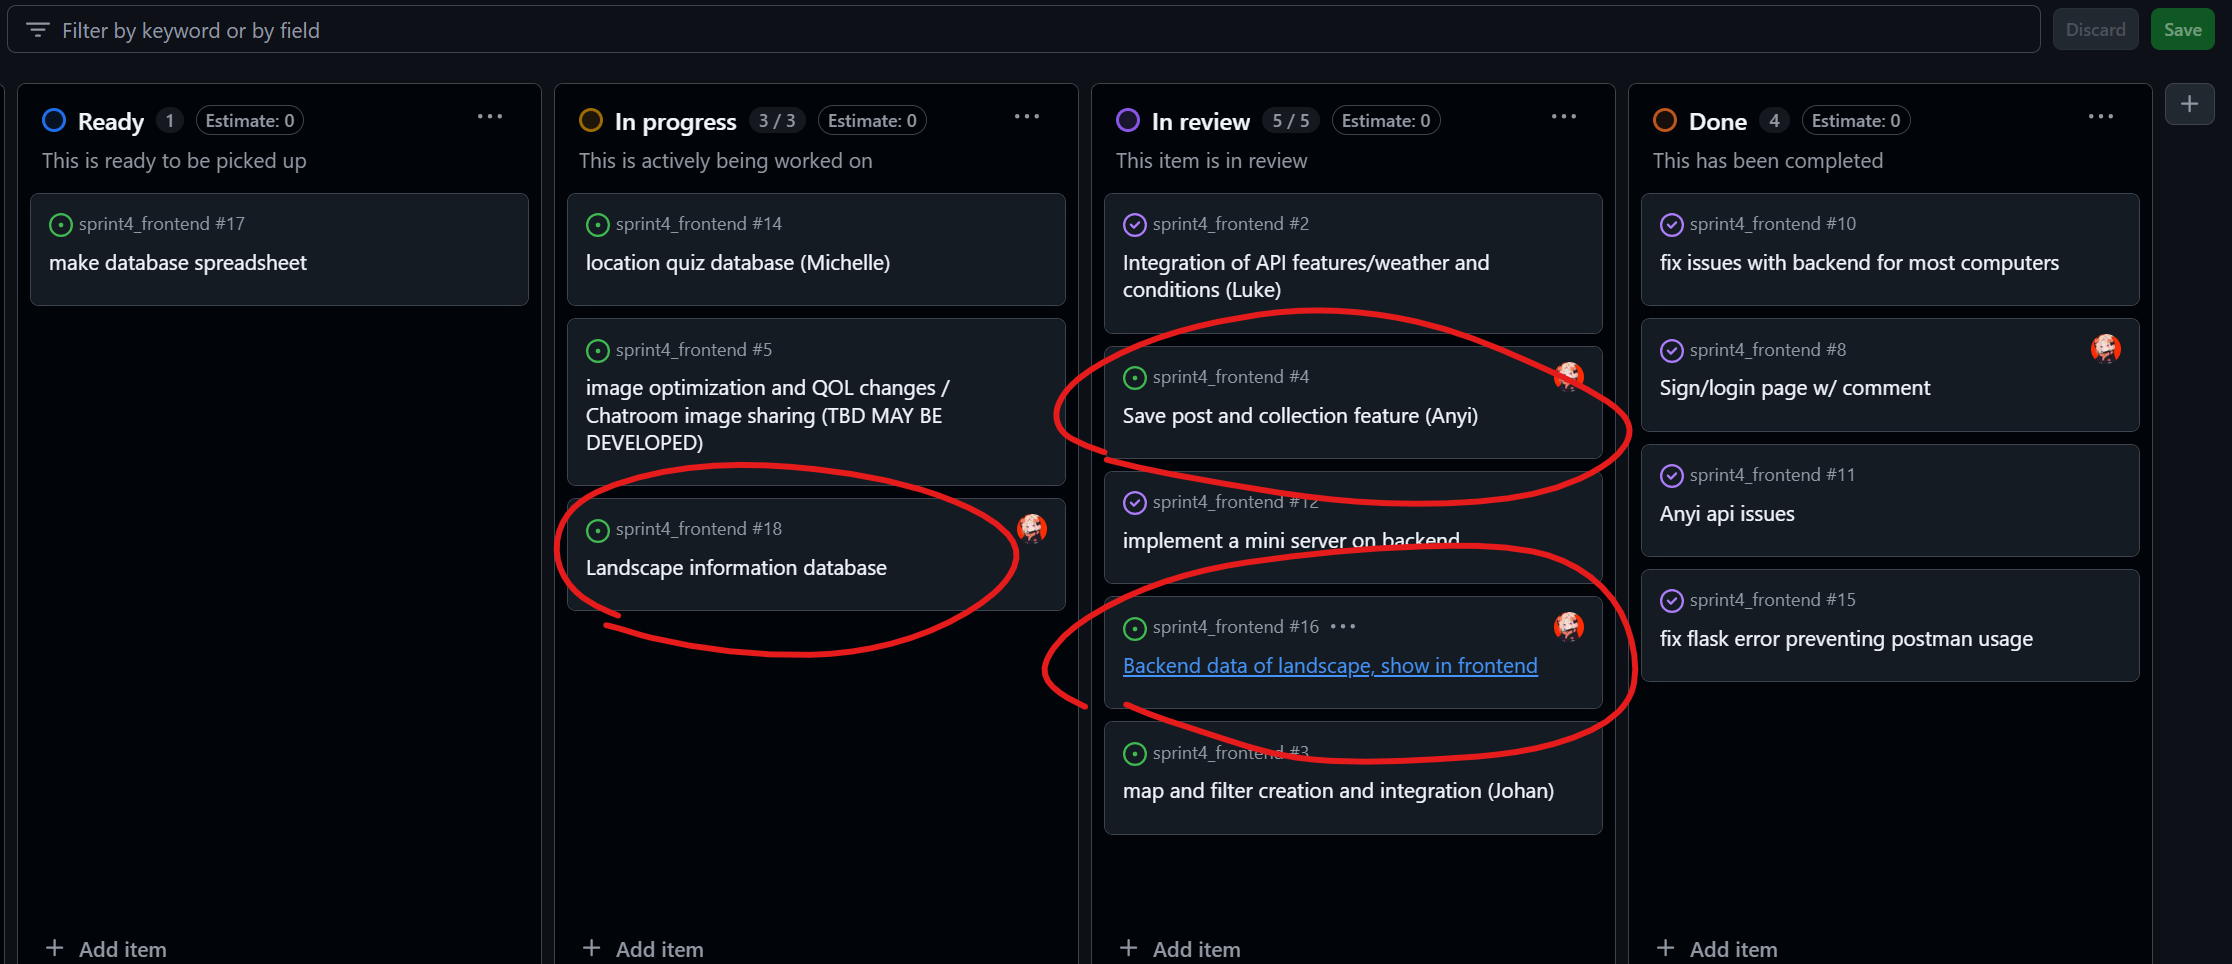 Filter by keyword or by field
Discard
Save
Ready 1 Estimate: 0
This is ready to be picked up
sprint4_frontend #17
make database spreadsheet
+ Add item
In progress 3 / 3 Estimate: 0
This is actively being worked on
sprint4_frontend #14
location quiz database (Michelle)
sprint4_frontend #5
image optimization and QOL changes /
Chatroom image sharing (TBD MAY BE
DEVELOPED)
sprint4_frontend #18
Landscape information database
+ Add item
In review 5 / 5 Estimate: 0
This item is in review
sprint4_frontend #2
Integration of API features/weather and
conditions (Luke)
sprint4_frontend #4
Save post and collection feature (Anyi)
sprint4_frontend #12
implement a mini server on backend
sprint4_frontend #16
Backend data of landscape, show in frontend
sprint4_frontend #3
map and filter creation and integration (Johan)
+ Add item
Done 4 Estimate: 0
This has been completed
sprint4_frontend #10
fix issues with backend for most computers
sprint4_frontend #8
Sign/login page w/ comment
sprint4_frontend #11
Anyi api issues
sprint4_frontend #15
fix flask error preventing postman usage
+ Add item